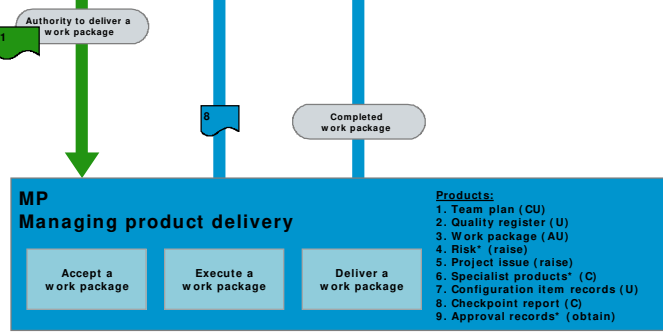 Authority to deliver a
work package
1
8
Completed
work package
MP
Managing product delivery
Accept a
work package
Execute a
work package
Deliver a
work package
Products:
1. Team plan (CU)
2. Quality register (U)
3. Work package (AU)
4. Risk* (raise)
5. Project issue (raise)
6. Specialist products* (C)
7. Configuration item records (U)
8. Checkpoint report (C)
9. Approval records* (obtain)